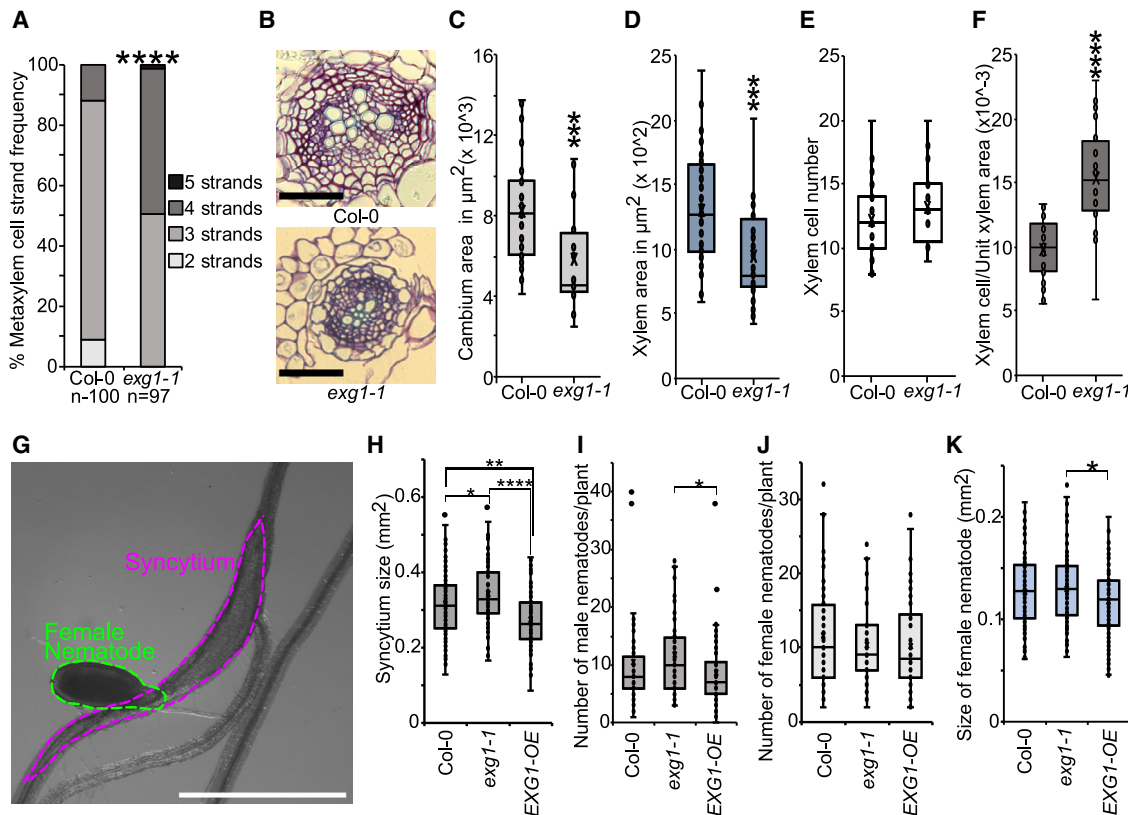 A
****
% Metaxylem cell strand frequency
100
80
60
40
20
0
Col-0
n-100
exg1-1
n=97
5 strands
4 strands
3 strands
2 strands
B
Col-0
exg1-1
C
Cambium area in µm² (x 10^3)
16
12
8
4
0
***
Col-0
exg1-1
D
Xylem area in µm² (x 10^2)
25
20
15
10
5
0
***
Col-0
exg1-1
E
Xylem cell number
25
20
15
10
5
0
Col-0
exg1-1
F
Xylem cell/Unit xylem area (x10^-3)
25
20
15
10
5
0
****
Col-0
exg1-1
G
Syncytium
Female
Nematode
H
Syncytium size (mm²)
0.6
0.4
0.2
0
**
*
****
Col-0
exg1-1
EXG1-OE
I
Number of male nematodes/plant
40
30
20
10
0
*
Col-0
exg1-1
EXG1-OE
J
Number of female nematodes/plant
30
20
10
0
Col-0
exg1-1
EXG1-OE
K
Size of female nematode (mm²)
0.2
0.1
0
*
Col-0
exg1-1
EXG1-OE